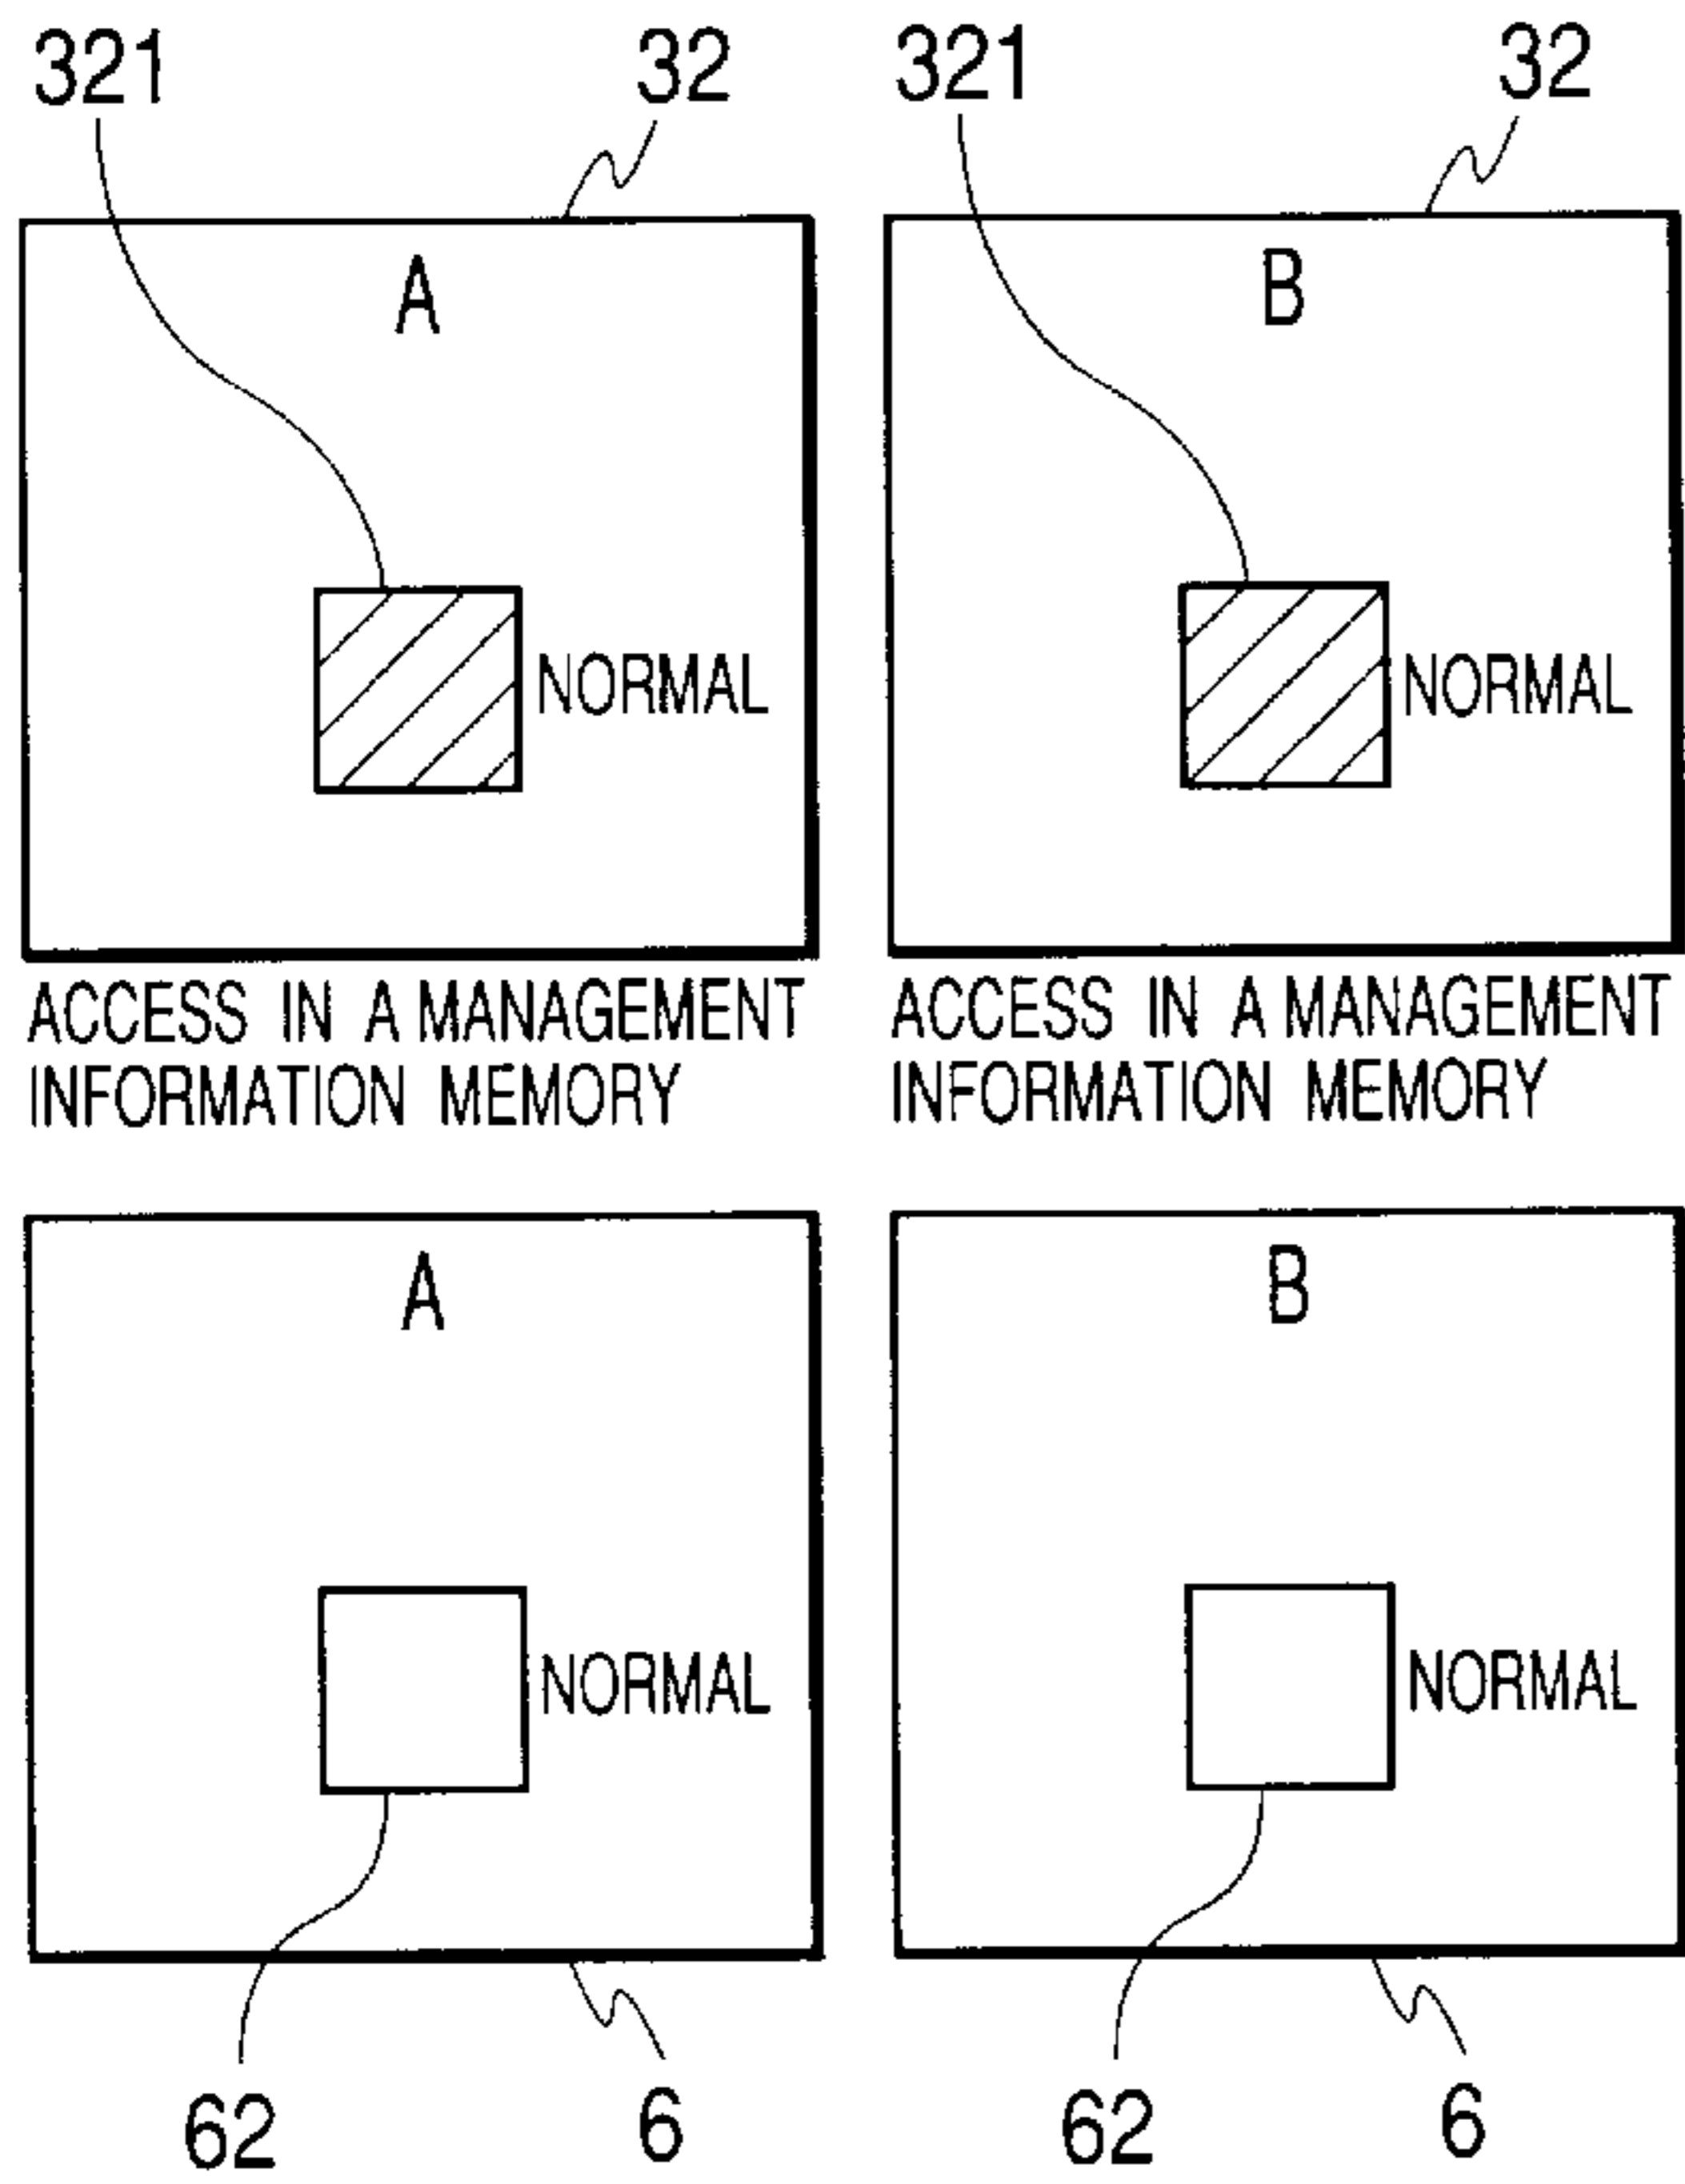 321 32 321 32
A B
NORMAL NORMAL
ACCESS IN A MANAGEMENT
INFORMATION MEMORY
ACCESS IN A MANAGEMENT
INFORMATION MEMORY
A B
NORMAL NORMAL
62 6 62 6